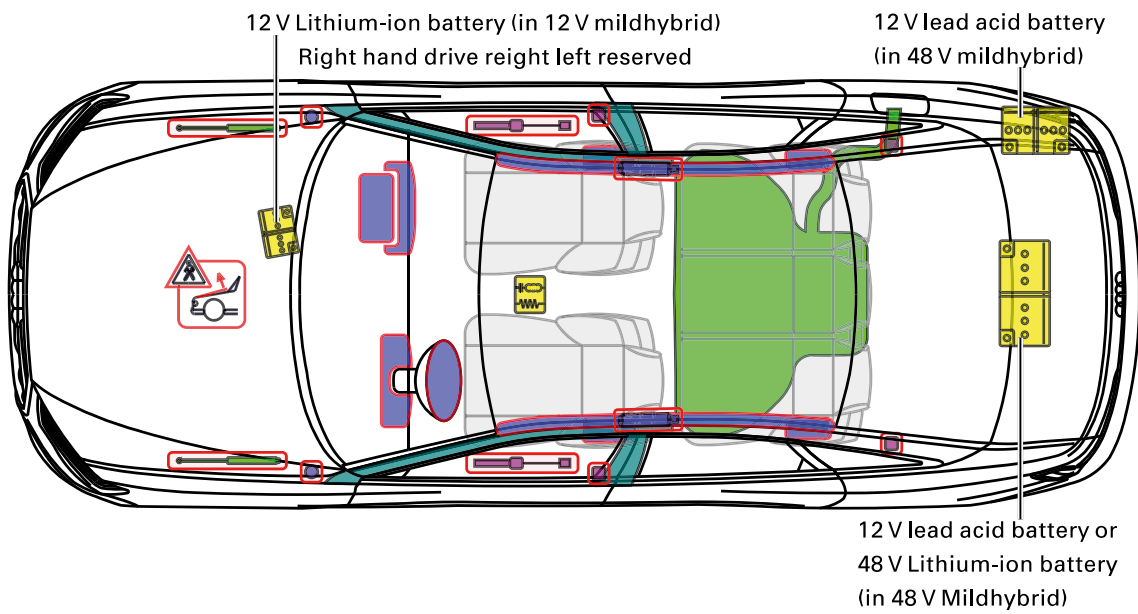 12 V Lithium-ion battery (in 12 V mildhybrid)
Right hand drive reight left reserved
12 V lead acid battery
(in 48 V mildhybrid)
12 V lead acid battery or
48 V Lithium-ion battery
(in 48 V Mildhybrid)